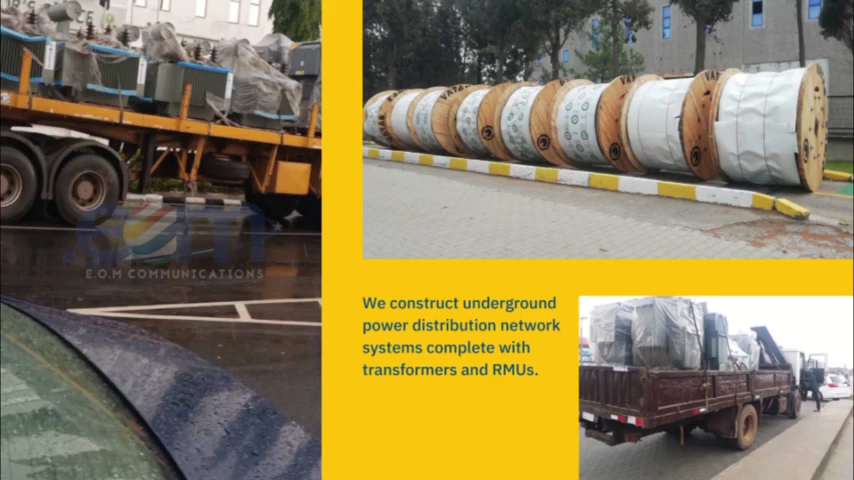 E.O.M COMMUNICATIONS
We construct underground
power distribution network
systems complete with
transformers and RMUs.